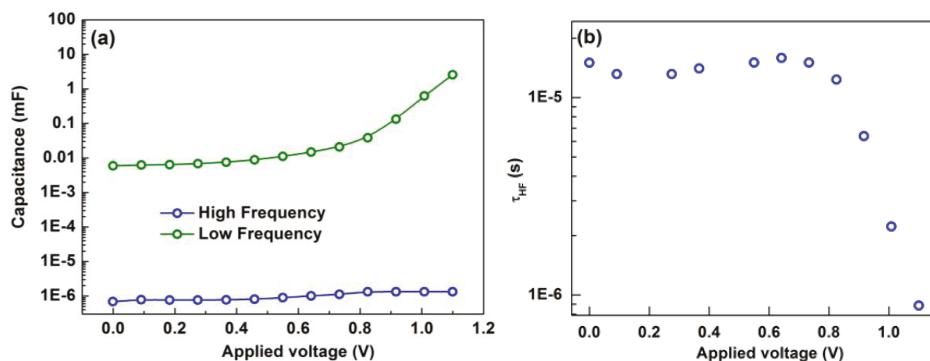 (a)
Capacitance (mF)
100
10
1
0.1
0.01
1E-3
1E-4
1E-5
1E-6
High Frequency
Low Frequency
0.0 0.2 0.4 0.6 0.8 1.0 1.2
Applied voltage (V)
(b)
τHF (s)
1E-5
1E-6
0.0 0.2 0.4 0.6 0.8 1.0
Applied voltage (V)